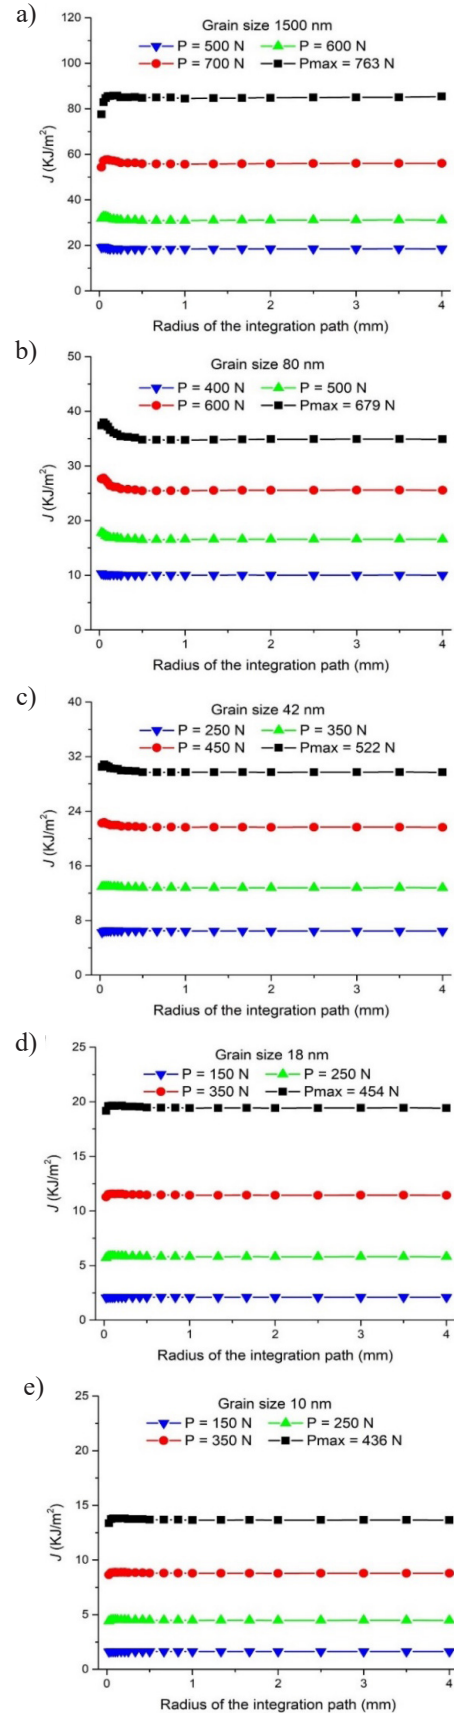 a)
Grain size 1500 nm
P = 500 N P = 600 N
P = 700 N Pmax = 763 N
120
100
80
60
40
20
0
J (KJ/m²)
0 1 2 3 4
Radius of the integration path (mm)
b)
Grain size 80 nm
P = 400 N P = 500 N
P = 600 N Pmax = 679 N
50
40
30
20
10
0
J (KJ/m²)
0 1 2 3 4
Radius of the integration path (mm)
c)
Grain size 42 nm
P = 250 N P = 350 N
P = 450 N Pmax = 522 N
40
32
24
16
8
0
J (KJ/m²)
0 1 2 3 4
Radius of the integration path (mm)
d)
Grain size 18 nm
P = 150 N P = 250 N
P = 350 N Pmax = 454 N
25
20
15
10
5
0
J (KJ/m²)
0 1 2 3 4
Radius of the integration path (mm)
e)
Grain size 10 nm
P = 150 N P = 250 N
P = 350 N Pmax = 436 N
25
20
15
10
5
0
J (KJ/m²)
0 1 2 3 4
Radius of the integration path (mm)